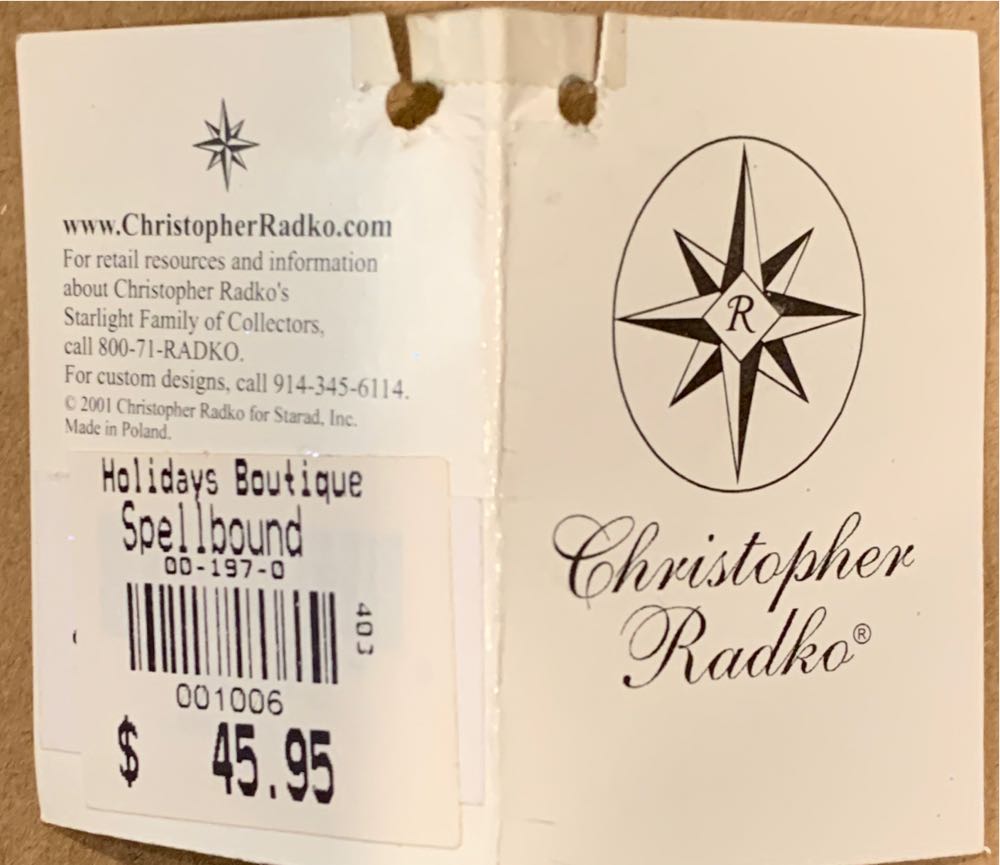 www.ChristopherRadko.com
For retail resources and information
about Christopher Radko's
Starlight Family of Collectors,
call 800-71-RADKO.
For custom designs, call 914-345-6114.
© 2001 Christopher Radko for Starad, Inc.
Made in Poland.
Holidays Boutique
Spellbound
00-197-0
403
001006
$ 45.95
R
Christopher
Radko®